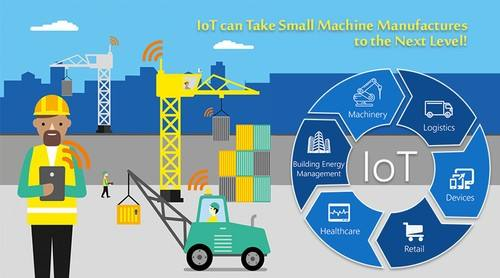 IoT can Take Small Machine Manufactures
to the Next Level!
Machinery
Logistics
Building Energy
Management
IoT
Devices
Healthcare
Retail